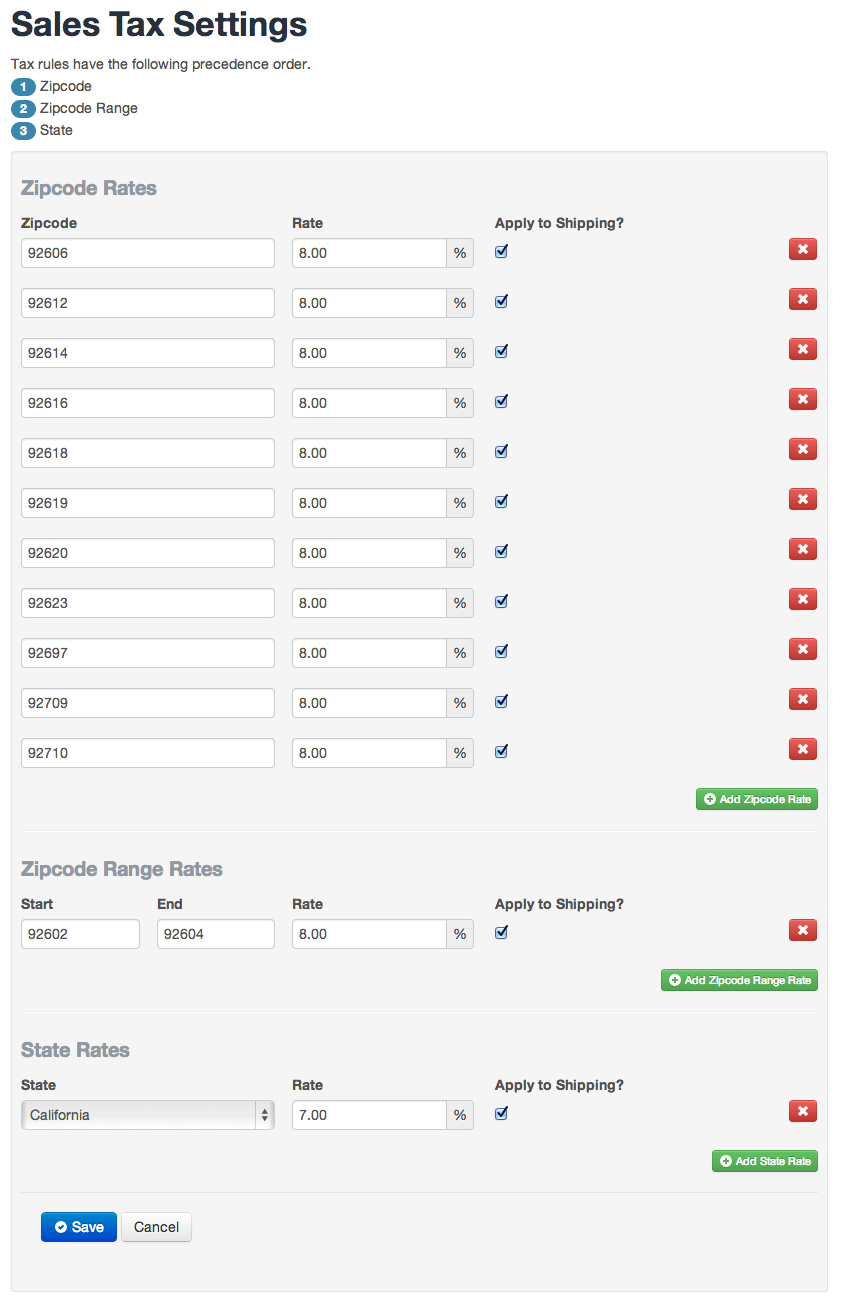 Sales Tax Settings
Tax rules have the following precedence order.
1 Zipcode
2 Zipcode Range
3 State
Zipcode Rates
Zipcode Rate Apply to Shipping?
92606 8.00 %
92612 8.00 %
92614 8.00 %
92616 8.00 %
92618 8.00 %
92619 8.00 %
92620 8.00 %
92623 8.00 %
92697 8.00 %
92709 8.00 %
92710 8.00 %
Add Zipcode Rate
Zipcode Range Rates
Start End Rate Apply to Shipping?
92602 92604 8.00 %
Add Zipcode Range Rate
State Rates
State Rate Apply to Shipping?
California 7.00 %
Add State Rate
Save Cancel